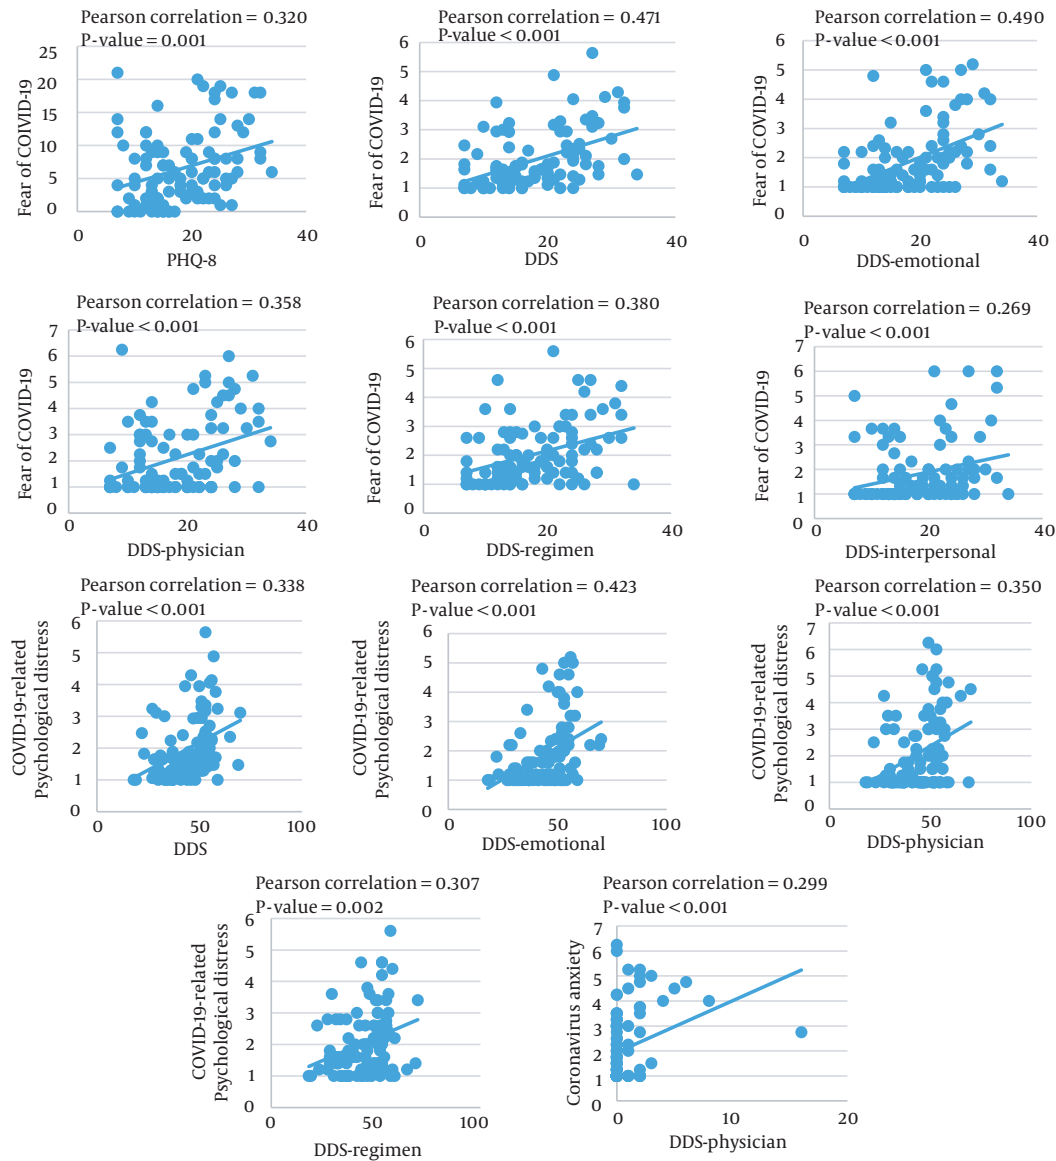 Pearson correlation = 0.320
P-value = 0.001
Fear of COIVID-19
25
20
15
10
5
0
0 20 40
PHQ-8
Pearson correlation = 0.471
P-value < 0.001
Fear of COVID-19
6
5
4
3
2
1
0
0 20 40
DDS
Pearson correlation = 0.490
P-value < 0.001
Fear of COVID-19
6
5
4
3
2
1
0
0 20 40
DDS-emotional
Pearson correlation = 0.358
P-value < 0.001
Fear of COVID-19
7
6
5
4
3
2
1
0
0 20 40
DDS-physician
Pearson correlation = 0.380
P-value < 0.001
Fear of COVID-19
6
5
4
3
2
1
0
0 20 40
DDS-regimen
Pearson correlation = 0.269
P-value < 0.001
Fear of COVID-19
7
6
5
4
3
2
1
0
0 20 40
DDS-interpersonal
Pearson correlation = 0.338
P-value < 0.001
COVID-19-related
Psychological distress
6
5
4
3
2
1
0
0 50 100
DDS
Pearson correlation = 0.423
P-value < 0.001
COVID-19-related
Psychological distress
6
5
4
3
2
1
0
0 50 100
DDS-emotional
Pearson correlation = 0.350
P-value < 0.001
COVID-19-related
Psychological distress
7
6
5
4
3
2
1
0
0 50 100
DDS-physician
Pearson correlation = 0.307
P-value = 0.002
COVID-19-related
Psychological distress
6
5
4
3
2
1
0
0 50 100
DDS-regimen
Pearson correlation = 0.299
P-value < 0.001
Coronavirus anxiety
7
6
5
4
3
2
1
0
0 10 20
DDS-physician